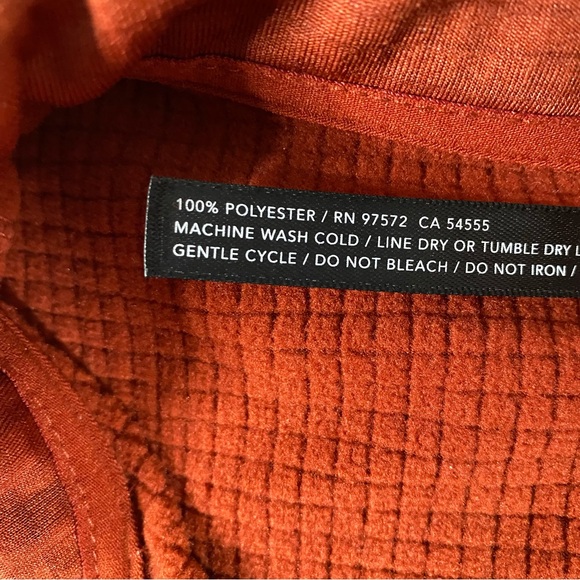 100% POLYESTER / RN 97572 CA 54555
MACHINE WASH COLD / LINE DRY OR TUMBLE DRY L
GENTLE CYCLE / DO NOT BLEACH / DO NOT IRON /